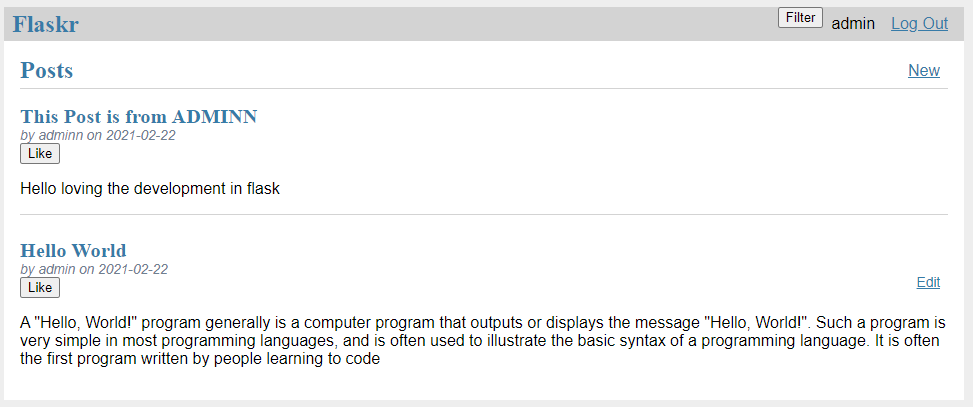 Flaskr
Filter admin Log Out
Posts
New
This Post is from ADMINN
by adminn on 2021-02-22
Like
Hello loving the development in flask
Hello World
by admin on 2021-02-22
Like
Edit
A "Hello, World!" program generally is a computer program that outputs or displays the message "Hello, World!". Such a program is
very simple in most programming languages, and is often used to illustrate the basic syntax of a programming language. It is often
the first program written by people learning to code